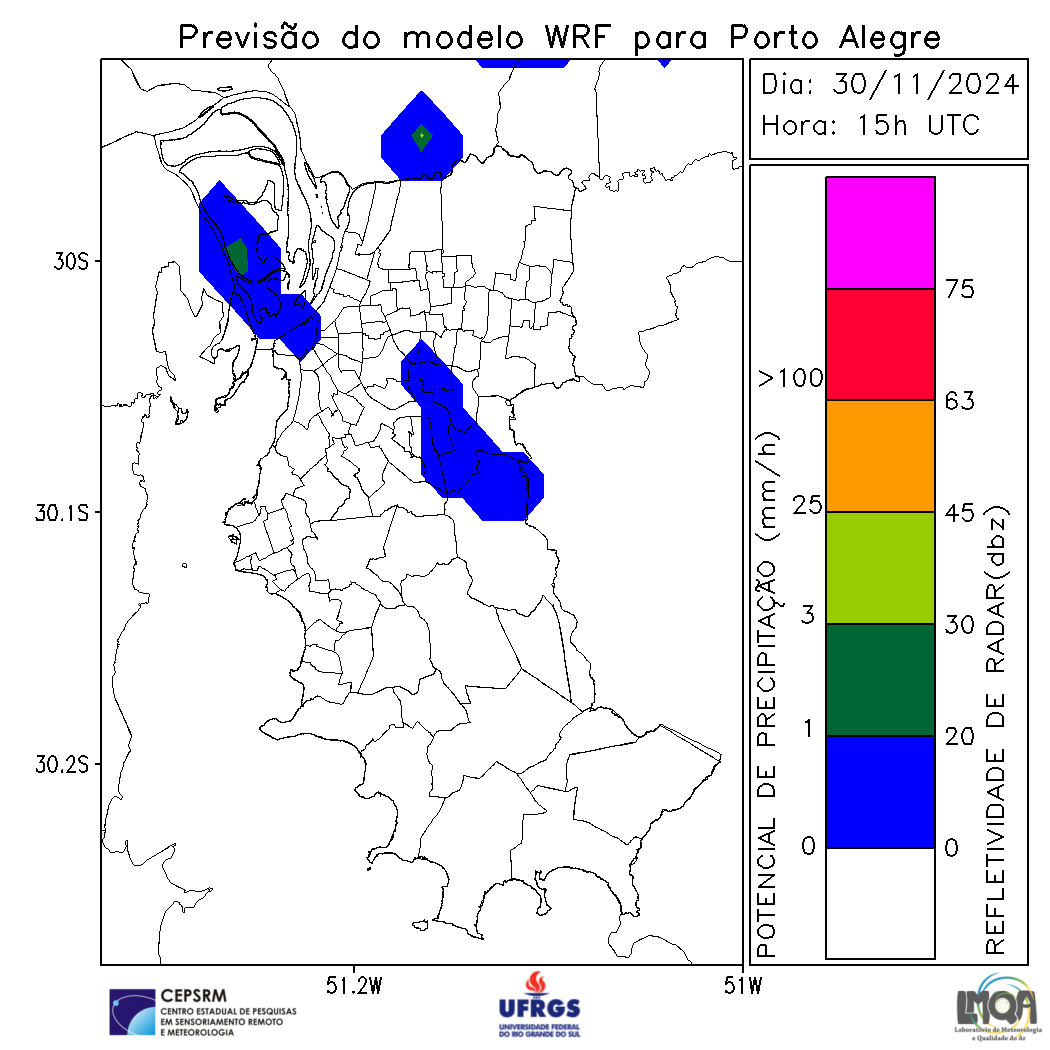 Previsão do modelo WRF para Porto Alegre
Dia: 30/11/2024
Hora: 15h UTC
30S
30.1S
30.2S
51.2W
51W
POTENCIAL DE PRECIPITAÇÃO (mm/h)
>100
25
3
1
0
75
63
45
30
20
0
REFLETIVIDADE DE RADAR(dbz)
CEPSRM
CENTRO ESTADUAL DE PESQUISAS
EM SENSORIAMENTO REMOTO
E METEOROLOGIA
UFRGS
UNIVERSIDADE FEDERAL
DO RIO GRANDE DO SUL
LMQA
Laboratório de Meteorologia
e Qualidade do Ar